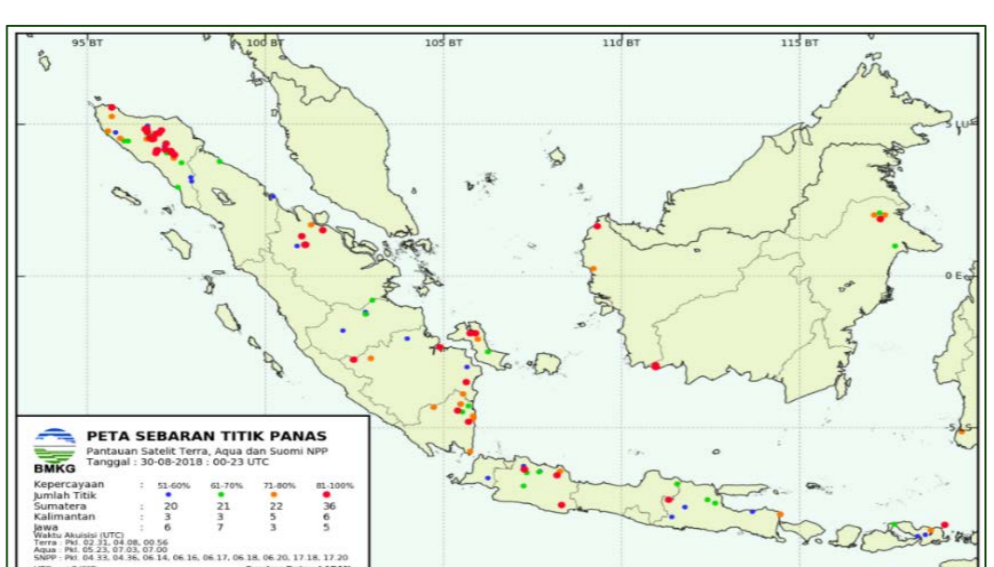 95 BT 100 BT 105 BT 110 BT 115 BT
5 LU
0 E
5 LS
PETA SEBARAN TITIK PANAS
Pantauan Satelit Terra, Aqua dan Suomi NPP
Tanggal : 30-08-2018 : 00-23 UTC
BMKG
Kepercayaan : 51-60% 61-70% 71-80% 81-100%
Jumlah Titik
Sumatera : 20 21 22 36
Kalimantan : 3 3 5 6
Jawa : 6 7 3 5
Waktu Akuisisi (UTC)
Terra : Pkl. 02.31, 04.08, 00.56
Aqua : Pkl. 05.23, 07.03, 07.00
SNPP : Pkl. 04.33, 04.36, 06.14, 06.16, 06.17, 06.18, 06.20, 17.18, 17.20